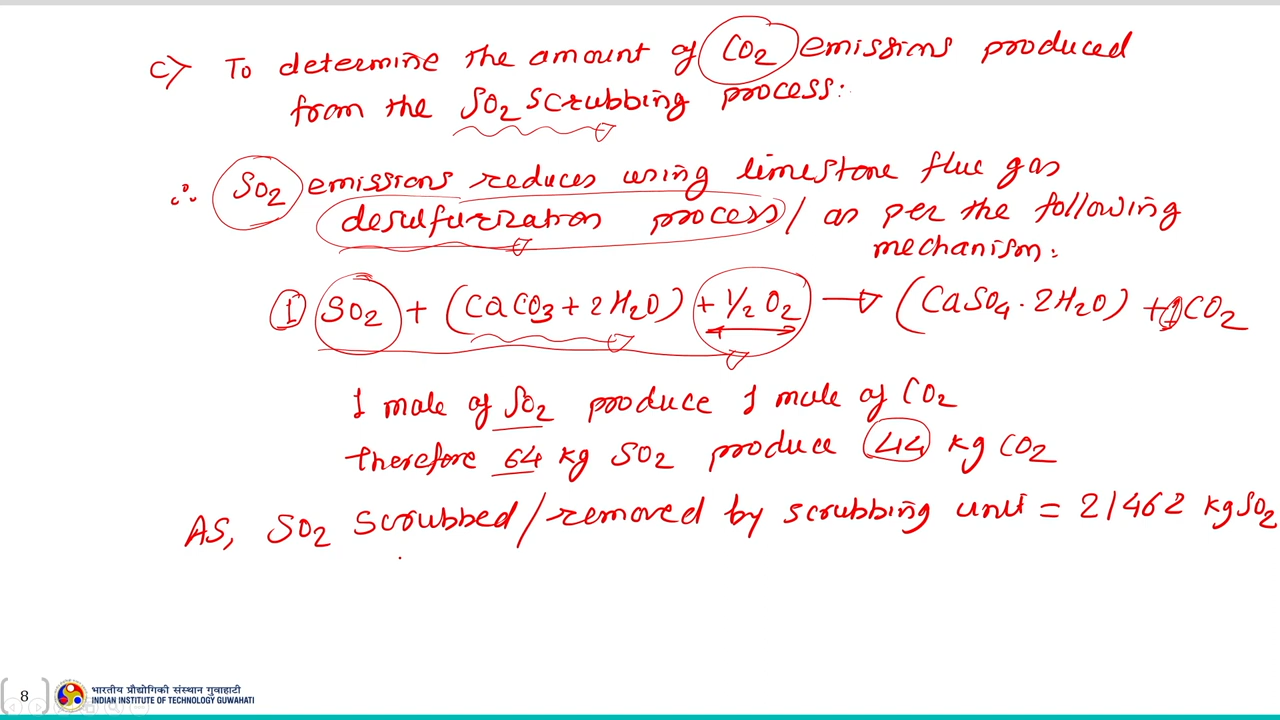 c) To determine the amount of CO2 emissions produced
from the SO2 scrubbing process:
∴ SO2 emissions reduces using limestone flue gas
desulfurization process/ as per the following
mechanism:
1 SO2 + (CaCO3 + 2H2O) + 1/2 O2 → (CaSO4 · 2H2O) + 1CO2
1 mole of SO2 produce 1 mole of CO2
therefore 64 kg SO2 produce 44 kg CO2
As, SO2 scrubbed/removed by scrubbing unit = 21462 kg SO2
8
भारतीय प्रौद्योगिकी संस्थान गुवाहाटी
INDIAN INSTITUTE OF TECHNOLOGY GUWAHATI